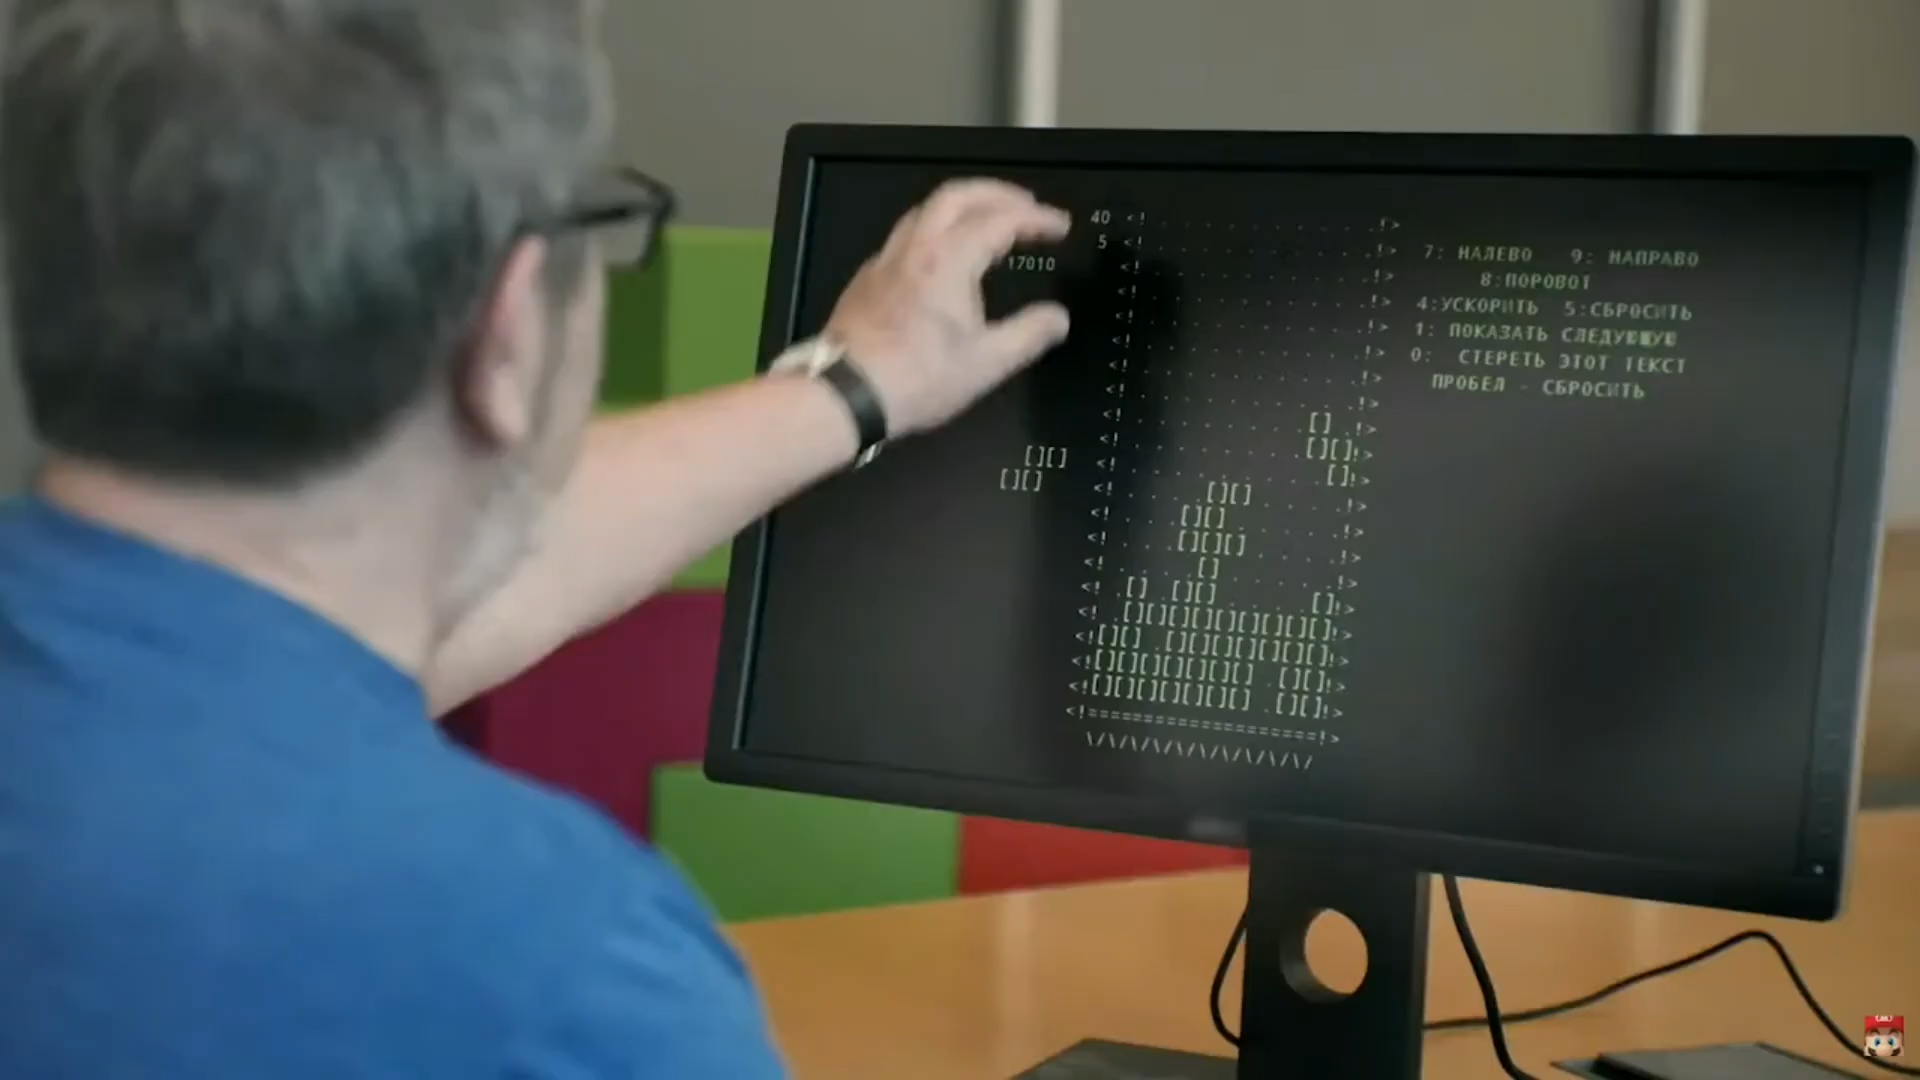 40
5
17010
7: НАЛЕВО 9: НАПРАВО
8:ПОРОВОТ
4:УСКОРИТЬ 5:СБРОСИТЬ
1: ПОКАЗАТЬ СЛЕДУЮЩУЮ
0: СТЕРЕТЬ ЭТОТ ТЕКСТ
ПРОБЕЛ - СБРОСИТЬ